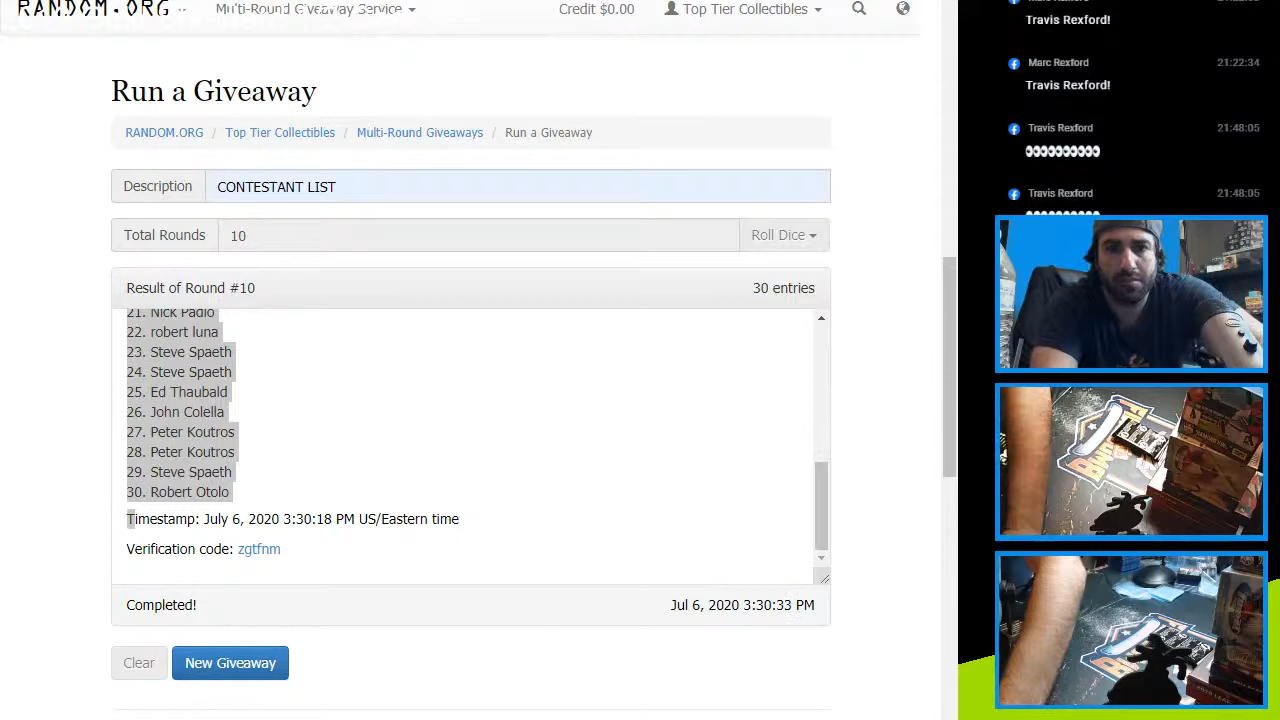 RANDOM.ORG
Multi-Round Giveaway Service
Credit $0.00
Top Tier Collectibles
Run a Giveaway
RANDOM.ORG / Top Tier Collectibles / Multi-Round Giveaways / Run a Giveaway
Description CONTESTANT LIST
Total Rounds 10 Roll Dice
Result of Round #10 30 entries
21. Nick Padlo
22. robert luna
23. Steve Spaeth
24. Steve Spaeth
25. Ed Thaubald
26. John Colella
27. Peter Koutros
28. Peter Koutros
29. Steve Spaeth
30. Robert Otolo
Timestamp: July 6, 2020 3:30:18 PM US/Eastern time
Verification code: zgtfnm
Completed! Jul 6, 2020 3:30:33 PM
Clear New Giveaway
Travis Rexford!
Marc Rexford 21:22:34
Travis Rexford!
Travis Rexford 21:48:05
Travis Rexford 21:48:05